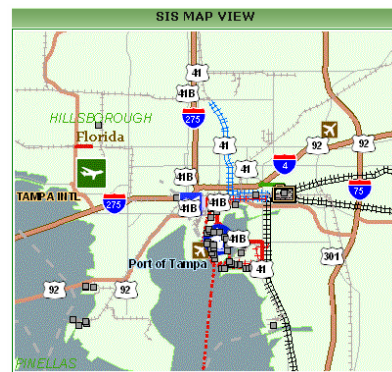 SIS MAP VIEW
41
41B
HILLSBOROUGH
275
41
Florida
4
92
92
41
41B
75
TAMPA INTL
275
41B
41B
41B
Port of Tampa
41
301
92
92
PINELLAS